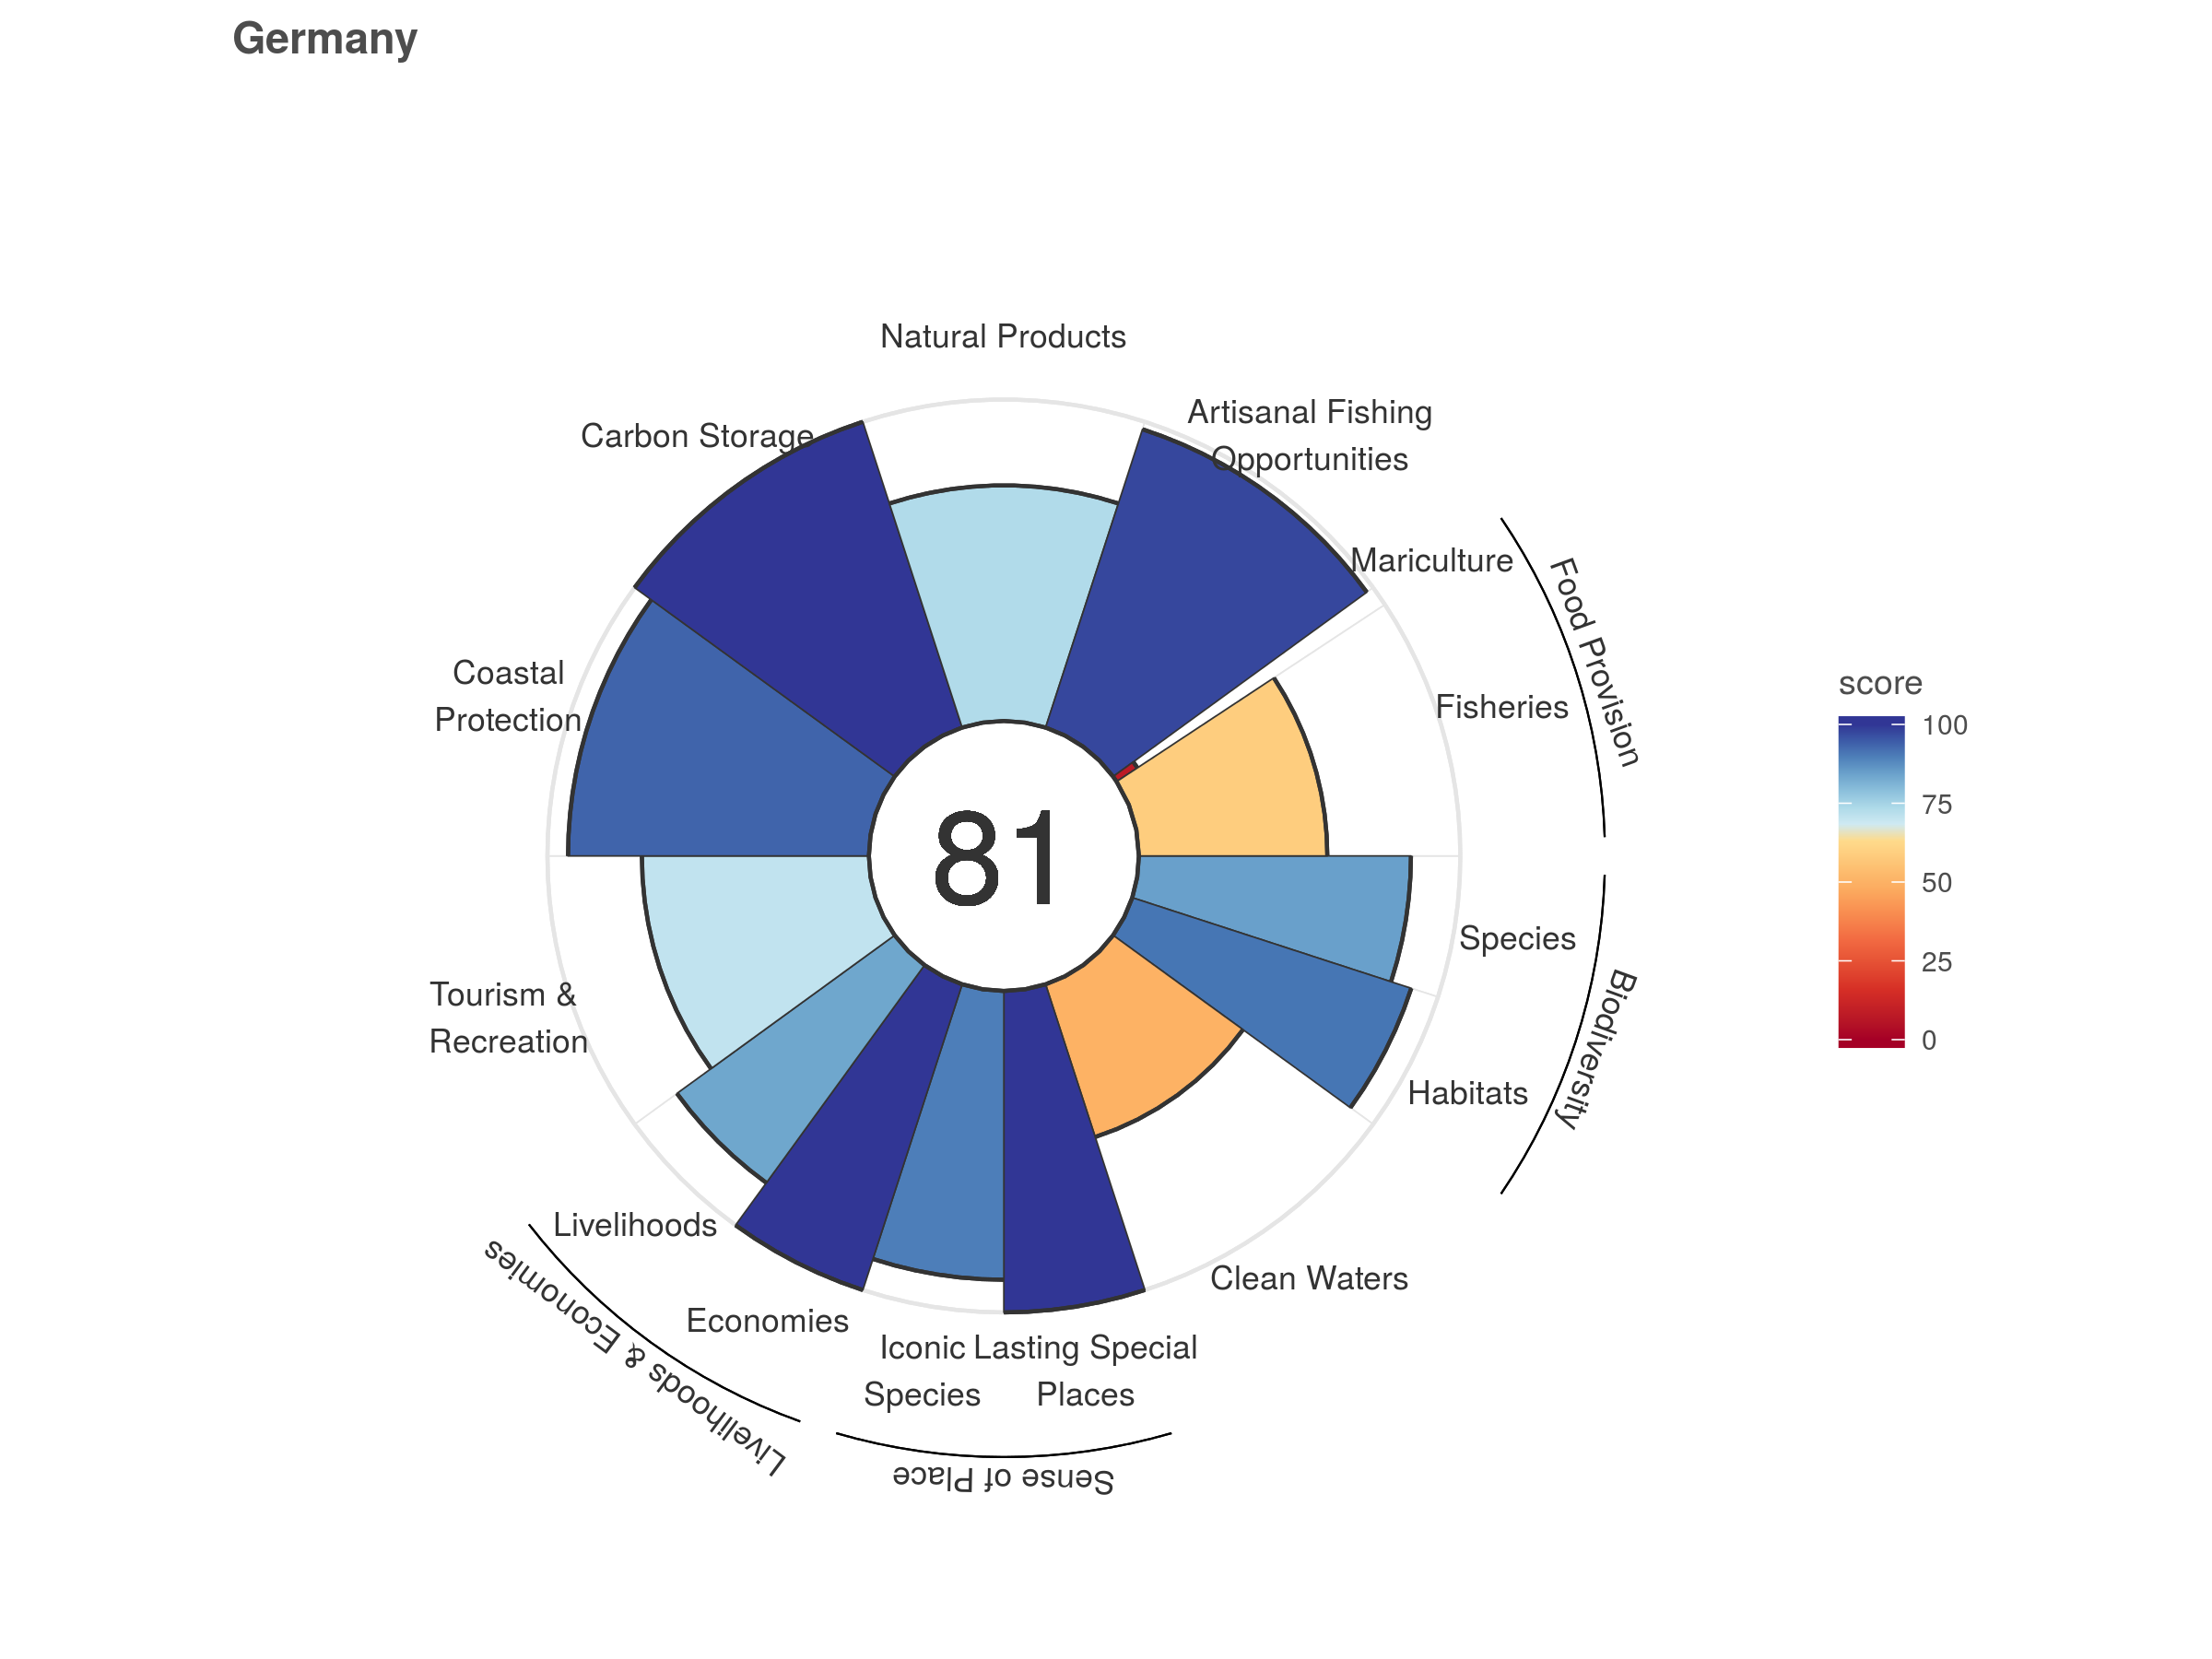 Germany
Natural Products
Artisanal Fishing
Opportunities
Carbon Storage
Mariculture
Food Provision
Fisheries
Coastal
Protection
81
score
100
75
50
25
0
Species
Biodiversity
Habitats
Tourism &
Recreation
Livelihoods
Livelihoods & Economies
Economies
Clean Waters
Iconic
Species
Lasting Special
Places
Sense of Place